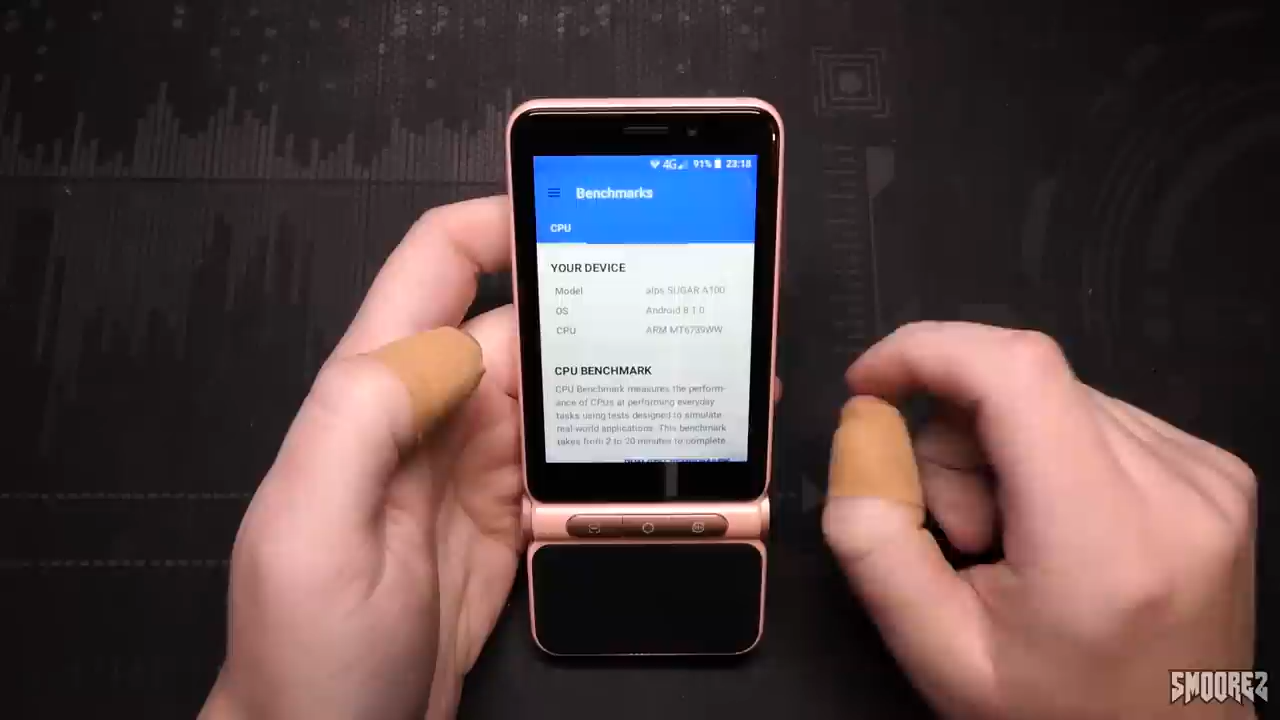 4G 91% 23:18
Benchmarks
CPU
YOUR DEVICE
Model alps SUGAR A100
OS Android 8.1.0
CPU ARM MT6739WW
CPU BENCHMARK
CPU Benchmark measures the perform-
ance of CPUs at performing everyday
tasks using tests designed to simulate
real world applications. This benchmark
takes from 2 to 20 minutes to complete.
SMOOREZ